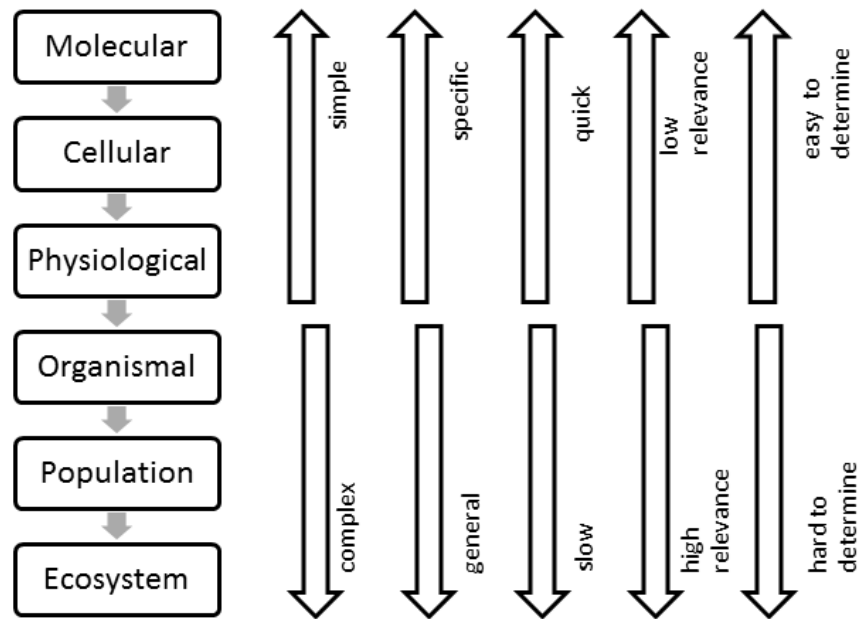 Molecular
Cellular
Physiological
Organismal
Population
Ecosystem
simple
specific
quick
low
relevance
easy to
determine
complex
general
slow
high
relevance
hard to
determine